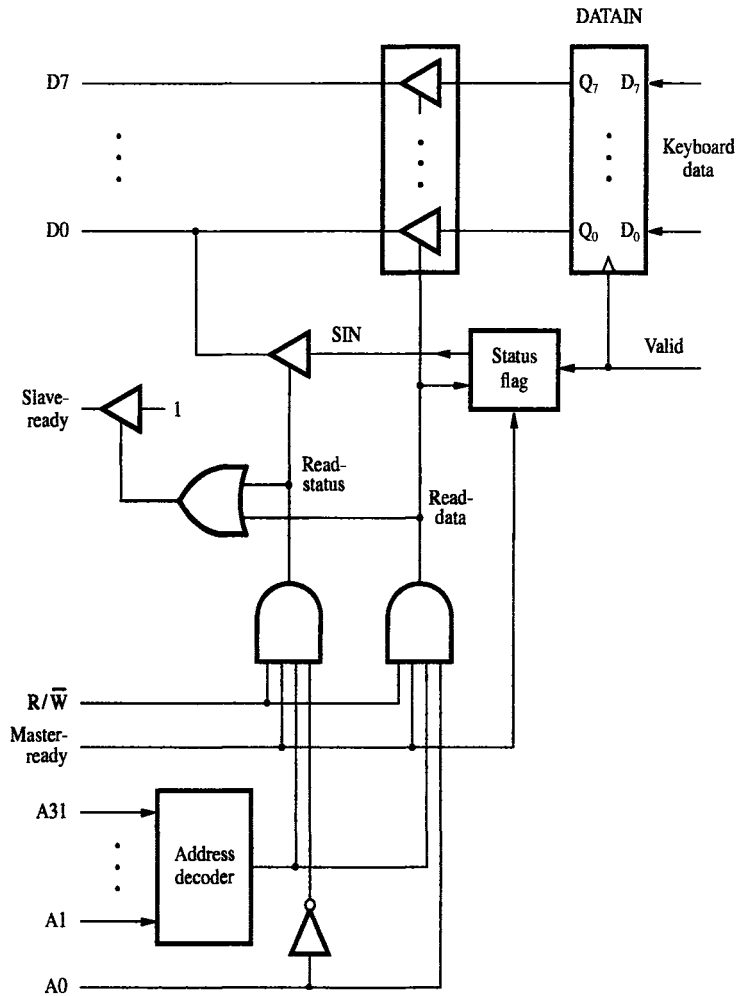 DATAIN
D7
Q₇ D₇
Keyboard
data
D0
Q₀ D₀
SIN
Status
flag
Valid
Slave-
ready
1
Read-
status
Read-
data
R/W̅
Master-
ready
A31
Address
decoder
A1
A0